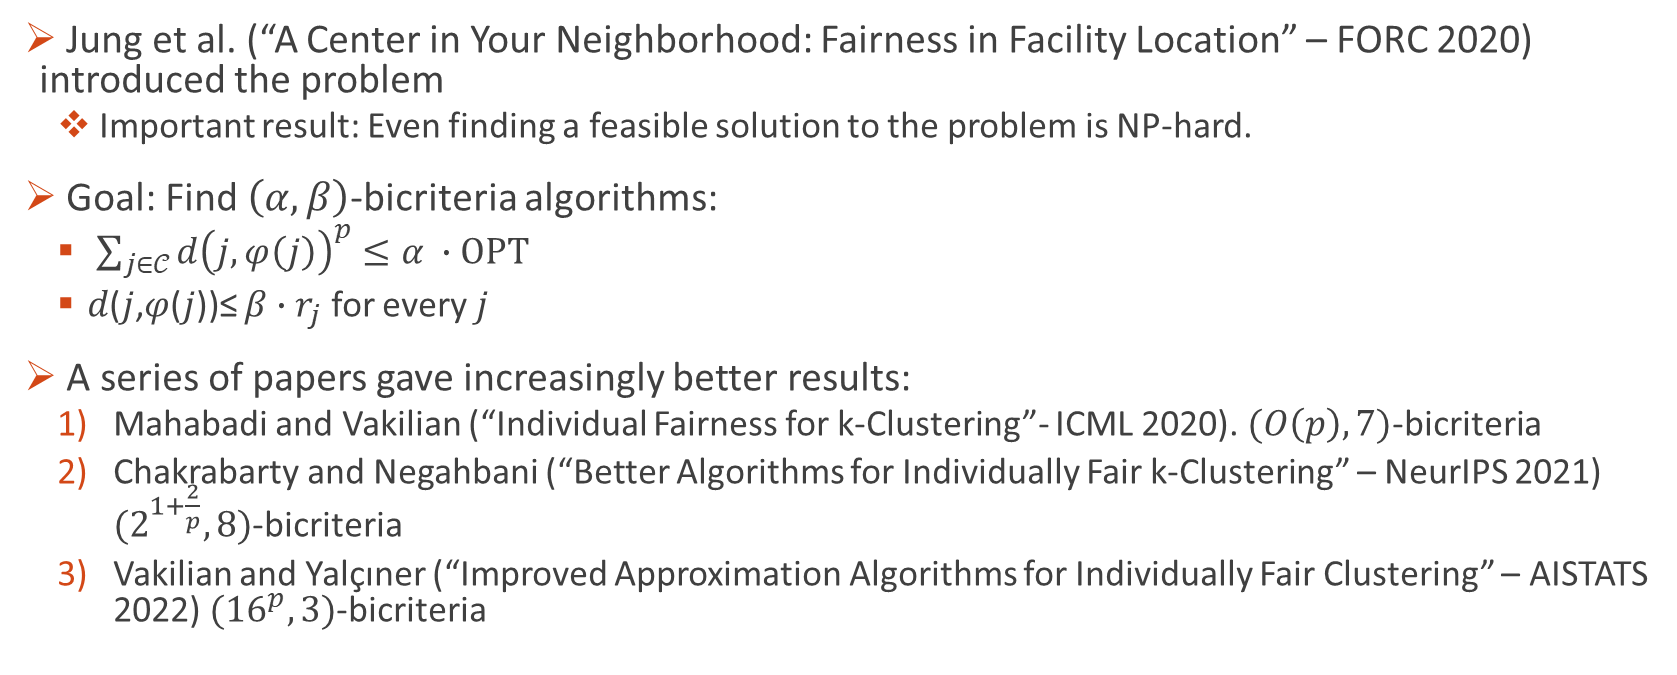 ➢ Jung et al. (“A Center in Your Neighborhood: Fairness in Facility Location” – FORC 2020)
introduced the problem
❖ Important result: Even finding a feasible solution to the problem is NP-hard.
➢ Goal: Find (α, β)-bicriteria algorithms:
▪ ∑_{j∈𝒞} d(j, φ(j))^p ≤ α · OPT
▪ d(j,φ(j))≤ β · r_j for every j
➢ A series of papers gave increasingly better results:
1) Mahabadi and Vakilian (“Individual Fairness for k-Clustering”- ICML 2020). (O(p), 7)-bicriteria
2) Chakrabarty and Negahbani (“Better Algorithms for Individually Fair k-Clustering” – NeurIPS 2021)
(2^{1+\frac{2}{p}}, 8)-bicriteria
3) Vakilian and Yalçıner (“Improved Approximation Algorithms for Individually Fair Clustering” – AISTATS
2022) (16^p, 3)-bicriteria